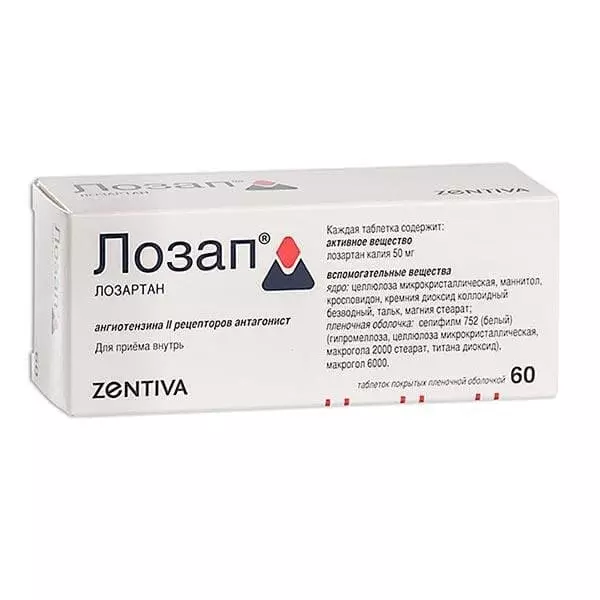 Лозап®
ЛОЗАРТАН
ZENTIVA
Лозап®
ЛОЗАРТАН
ангиотензина II рецепторов антагонист
Для приёма внутрь
ZENTIVA
Каждая таблетка содержит:
активное вещество
лозартан калия 50 мг
вспомогательные вещества
ядро: целлюлоза микрокристаллическая, маннитол,
кросповидон, кремния диоксид коллоидный
безводный, тальк, магния стеарат;
пленочная оболочка: сепифилм 752 (белый)
(гипромеллоза, целлюлоза микрокристаллическая,
макрогола 2000 стеарат, титана диоксид),
макрогол 6000.
таблеток покрытых пленочной оболочкой 60
Лозап
60